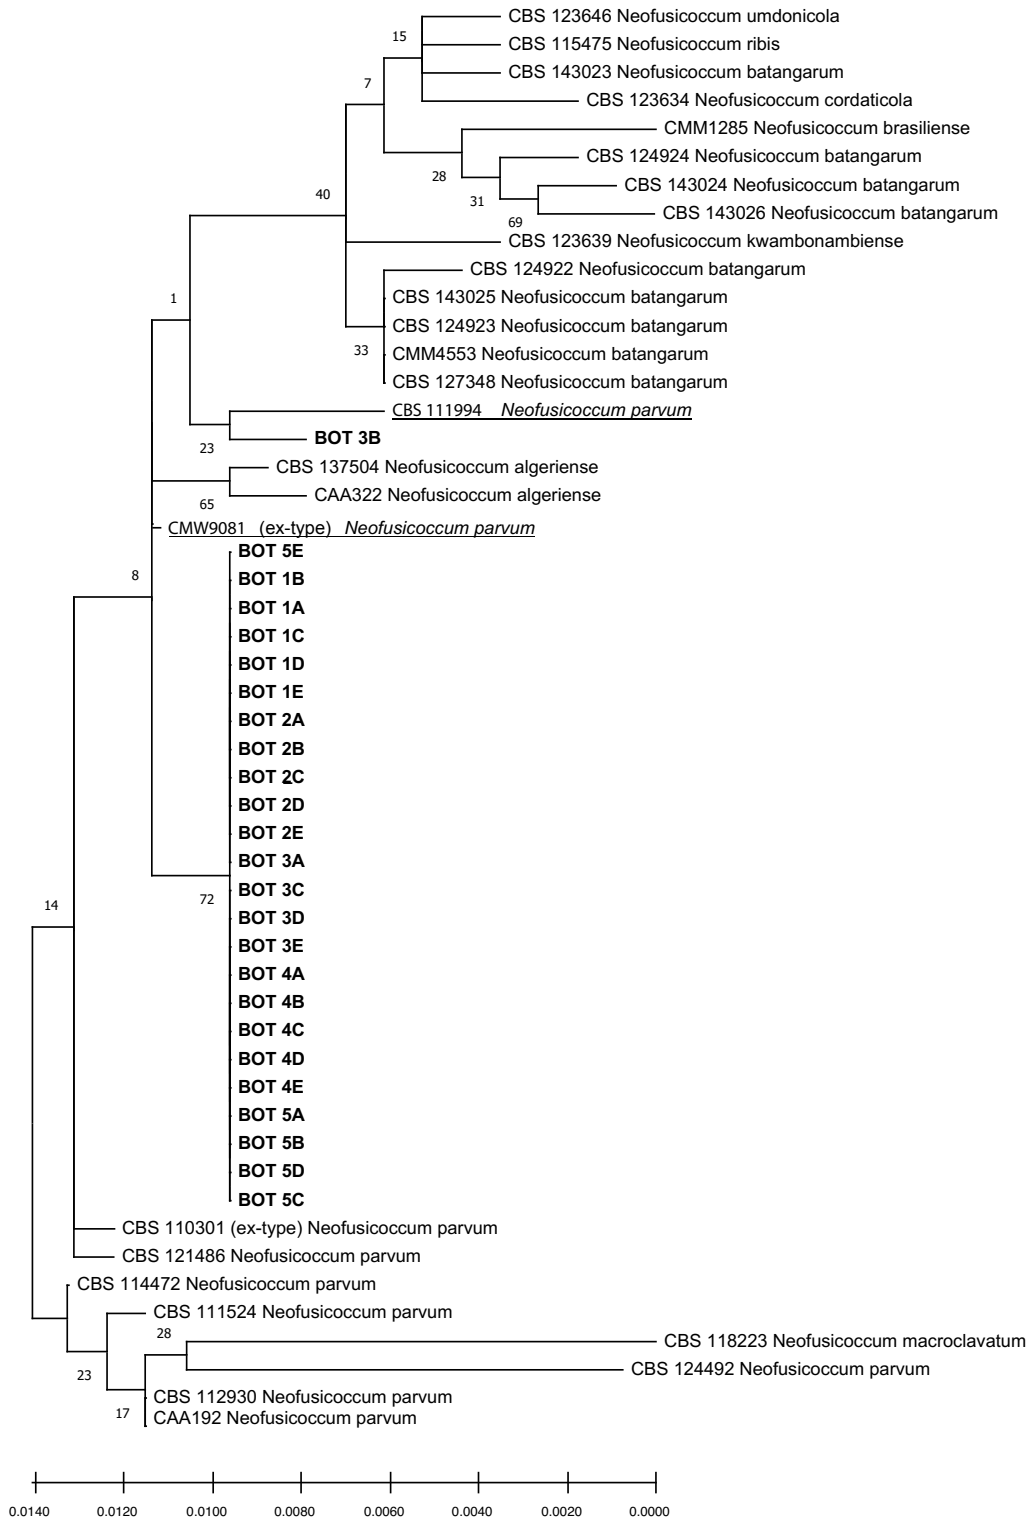 CBS 123646 Neofusicoccum umdonicola
15
CBS 115475 Neofusicoccum ribis
CBS 143023 Neofusicoccum batangarum
7
CBS 123634 Neofusicoccum cordaticola
CMM1285 Neofusicoccum brasiliense
CBS 124924 Neofusicoccum batangarum
28
CBS 143024 Neofusicoccum batangarum
40
31
CBS 143026 Neofusicoccum batangarum
69
CBS 123639 Neofusicoccum kwambonambiense
CBS 124922 Neofusicoccum batangarum
1
CBS 143025 Neofusicoccum batangarum
CBS 124923 Neofusicoccum batangarum
33
CMM4553 Neofusicoccum batangarum
CBS 127348 Neofusicoccum batangarum
CBS 111994 Neofusicoccum parvum
BOT 3B
23
CBS 137504 Neofusicoccum algeriense
CAA322 Neofusicoccum algeriense
65
CMW9081 (ex-type) Neofusicoccum parvum
BOT 5E
8
BOT 1B
BOT 1A
BOT 1C
BOT 1D
BOT 1E
BOT 2A
BOT 2B
BOT 2C
BOT 2D
BOT 2E
BOT 3A
BOT 3C
72
14
BOT 3D
BOT 3E
BOT 4A
BOT 4B
BOT 4C
BOT 4D
BOT 4E
BOT 5A
BOT 5B
BOT 5D
BOT 5C
CBS 110301 (ex-type) Neofusicoccum parvum
CBS 121486 Neofusicoccum parvum
CBS 114472 Neofusicoccum parvum
CBS 111524 Neofusicoccum parvum
28
CBS 118223 Neofusicoccum macroclavatum
CBS 124492 Neofusicoccum parvum
23
CBS 112930 Neofusicoccum parvum
17
CAA192 Neofusicoccum parvum
0.0140 0.0120 0.0100 0.0080 0.0060 0.0040 0.0020 0.0000